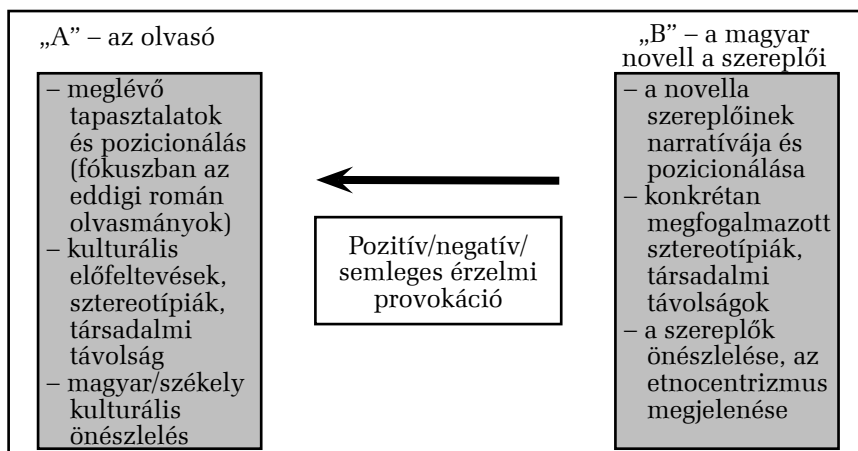 „A” – az olvasó
– meglévő
tapasztalatok
és pozicionálás
(fókuszban az
eddigi román
olvasmányok)
– kulturális
előfeltevések,
sztereotípiák,
társadalmi
távolság
– magyar/székely
kulturális
önészlelés
Pozitív/negatív/
semleges érzelmi
provokáció
„B” – a magyar
novell a szereplői
– a novella
szereplőinek
narratívája és
pozicionálása
– konkrétan
megfogalmazott
sztereotípiák,
társadalmi
távolságok
– a szereplők
önészlelése, az
etnocentrizmus
megjelenése